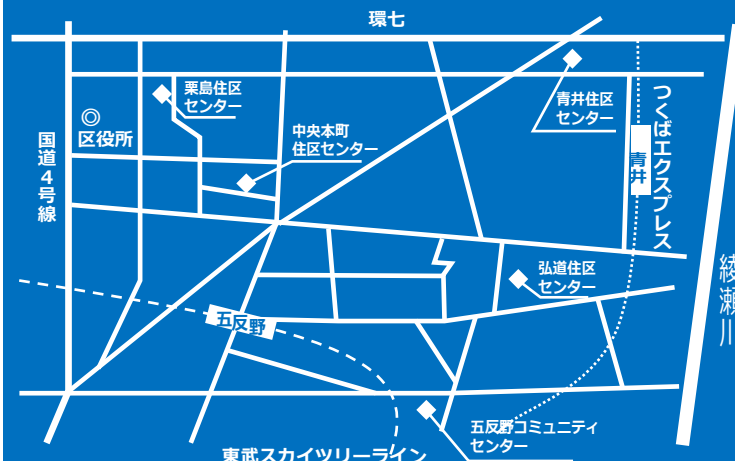 環七
栗島住区
センター
◎
区役所
中央本町
住区センター
青井住区
センター
つくばエクスプレス
青井
国道4号線
弘道住区
センター
綾瀬川
五反野
五反野コミュニティ
センター
東武スカイツリーライン